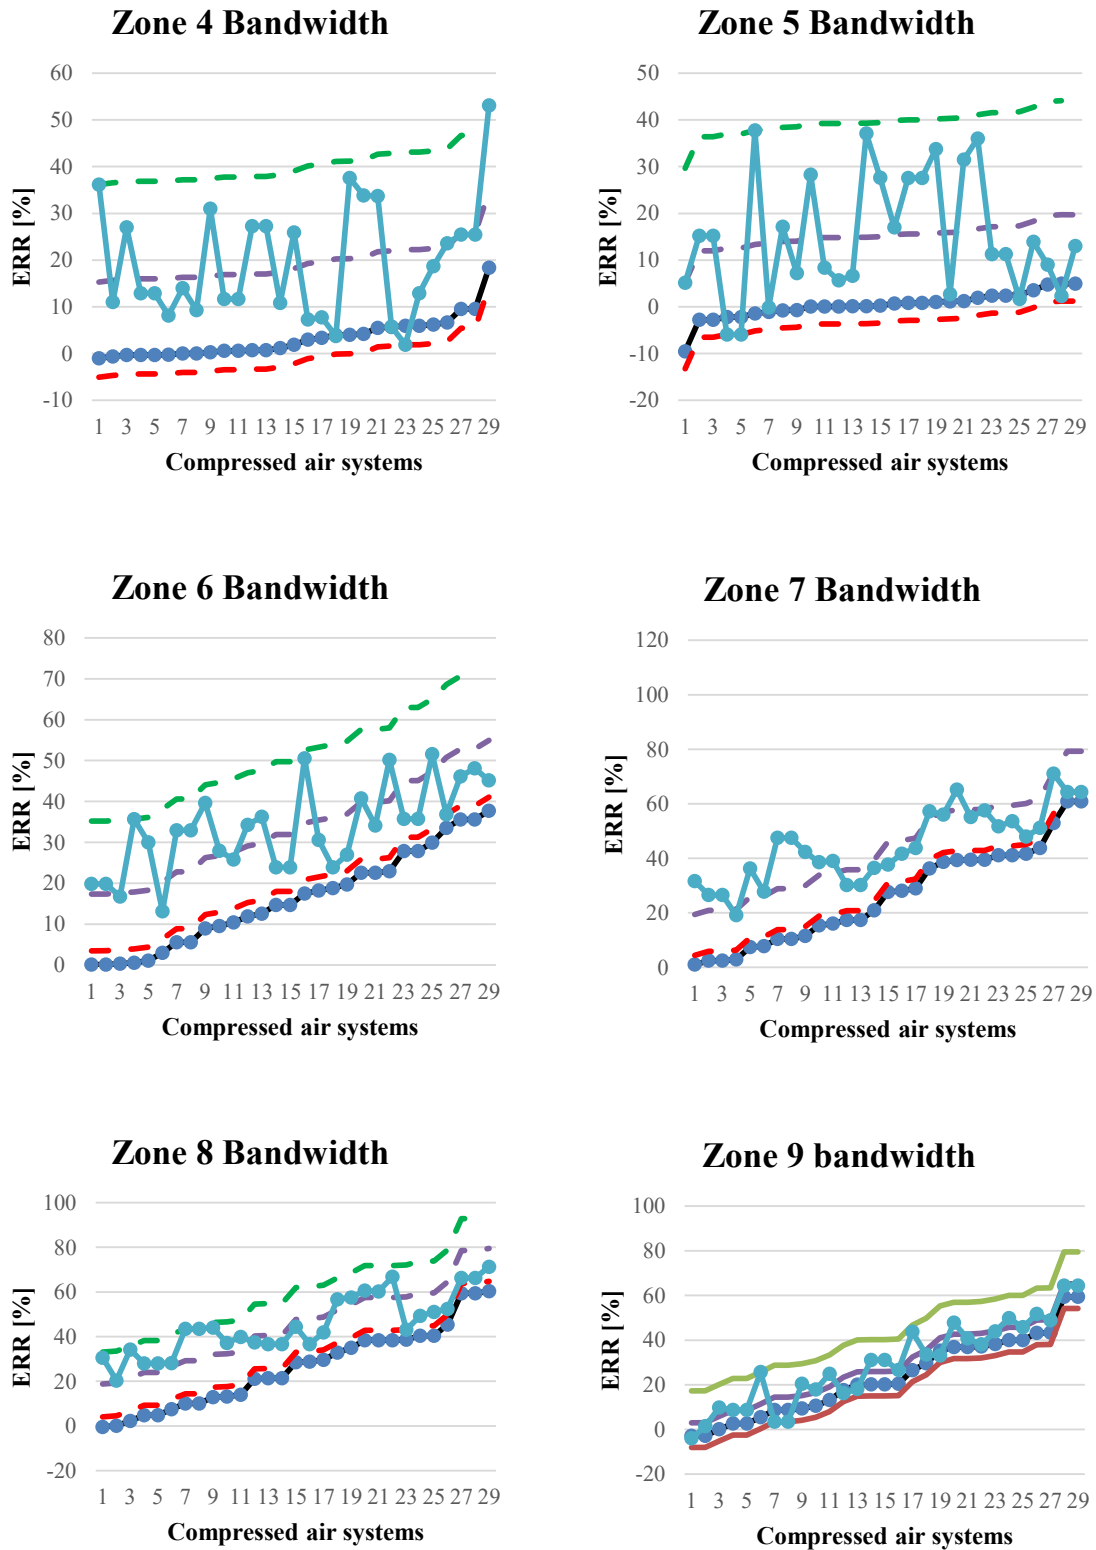 Zone 4 Bandwidth
60
50
40
30
20
10
0
-10
ERR [%]
1 3 5 7 9 11 13 15 17 19 21 23 25 27 29
Compressed air systems
Zone 5 Bandwidth
50
40
30
20
10
0
-10
-20
ERR [%]
1 3 5 7 9 11 13 15 17 19 21 23 25 27 29
Compressed air systems
Zone 6 Bandwidth
80
70
60
50
40
30
20
10
0
ERR [%]
1 3 5 7 9 11 13 15 17 19 21 23 25 27 29
Compressed air systems
Zone 7 Bandwidth
120
100
80
60
40
20
0
ERR [%]
1 3 5 7 9 11 13 15 17 19 21 23 25 27 29
Compressed air systems
Zone 8 Bandwidth
100
80
60
40
20
0
-20
ERR [%]
1 3 5 7 9 11 13 15 17 19 21 23 25 27 29
Compressed air systems
Zone 9 bandwidth
100
80
60
40
20
0
-20
ERR [%]
1 3 5 7 9 11 13 15 17 19 21 23 25 27 29
Compressed air systems